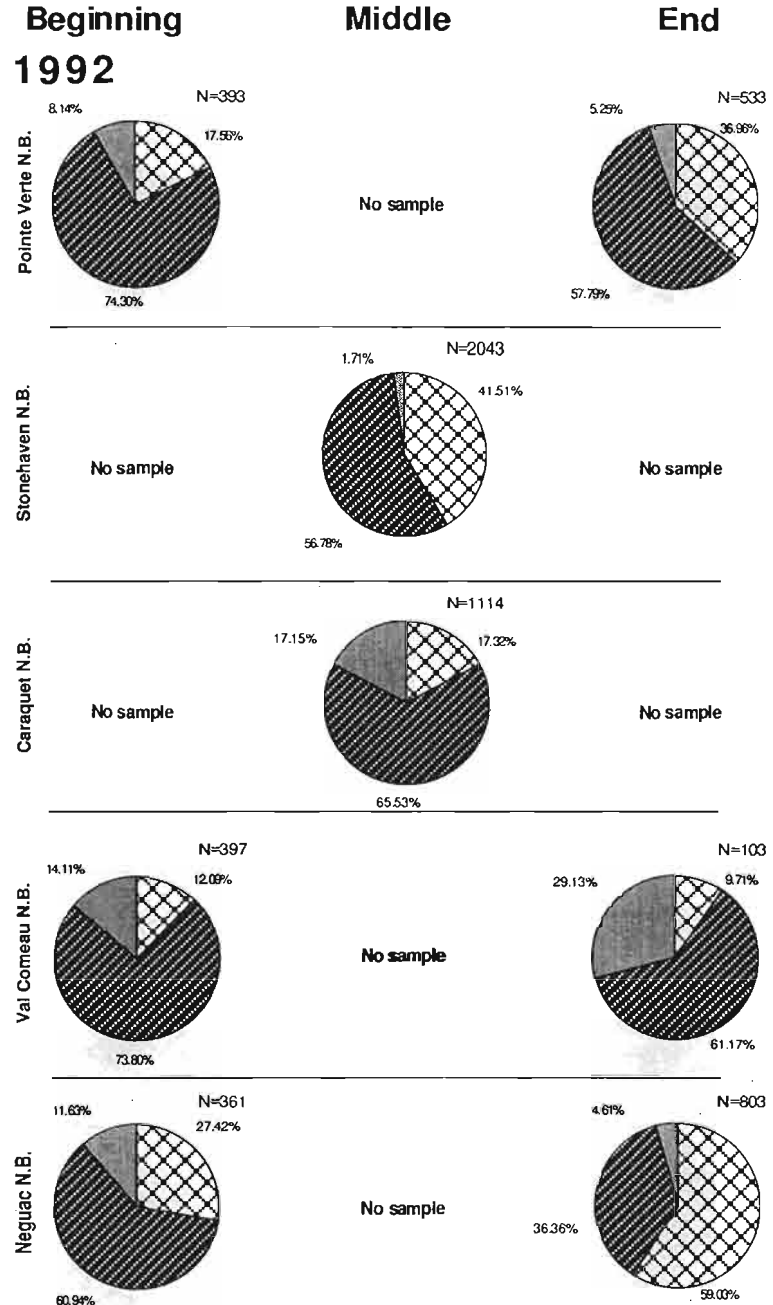 Beginning Middle End
1992
Pointe Verte N.B.
N=393
8.14%
17.56%
74.30%
No sample
N=533
5.25%
36.96%
57.79%
Stonehaven N.B.
No sample
N=2043
1.71%
41.51%
56.78%
No sample
Caraquet N.B.
No sample
N=1114
17.15%
17.32%
65.53%
No sample
Val Comeau N.B.
N=397
14.11%
12.09%
73.80%
No sample
N=103
29.13%
9.71%
61.17%
Neguac N.B.
N=361
11.63%
27.42%
60.94%
No sample
N=803
4.61%
36.36%
59.03%